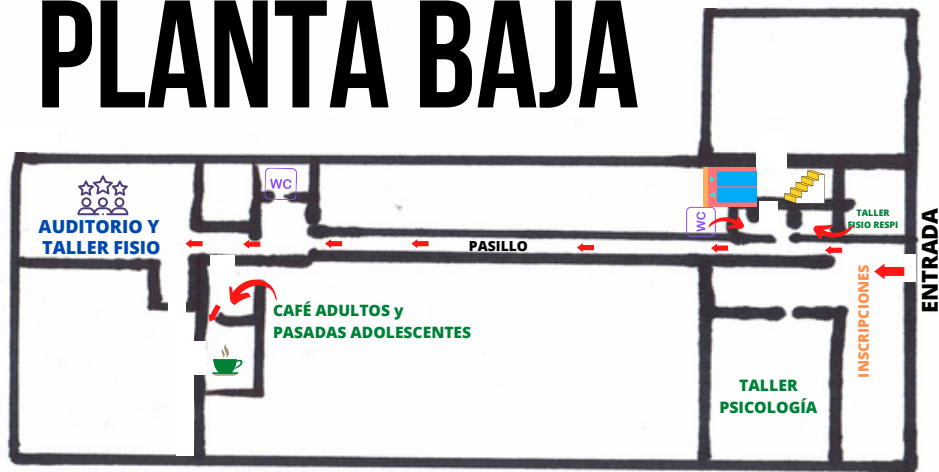 PLANTA BAJA
WC
AUDITORIO Y
TALLER FISIO
WC
TALLER
FISIO RESPI
PASILLO
ENTRADA
INSCRIPCIONES
CAFÉ ADULTOS y
PASADAS ADOLESCENTES
TALLER
PSICOLOGÍA